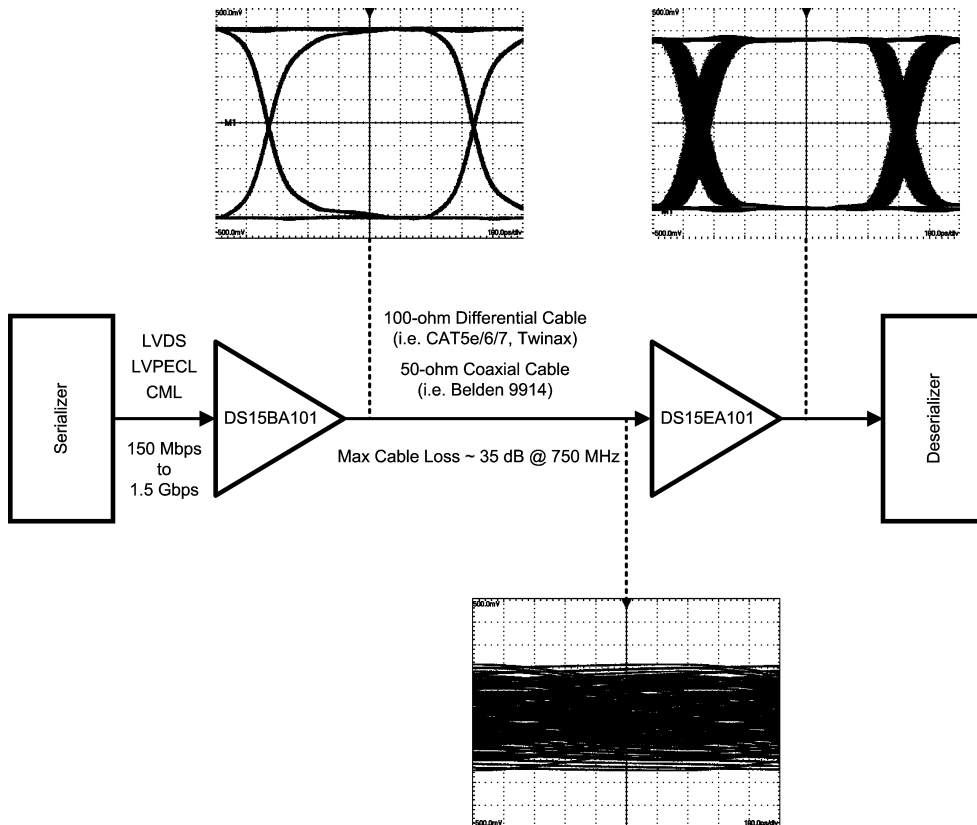 500.0mV
M1
-500.0mV
100.0ps/div
500.0mV
M1
-500.0mV
100.0ps/div
Serializer
LVDS
LVPECL
CML
150 Mbps
to
1.5 Gbps
DS15BA101
100-ohm Differential Cable
(i.e. CAT5e/6/7, Twinax)
50-ohm Coaxial Cable
(i.e. Belden 9914)
Max Cable Loss ~ 35 dB @ 750 MHz
DS15EA101
Deserializer
500.0mV
-500.0mV
100.0ps/div